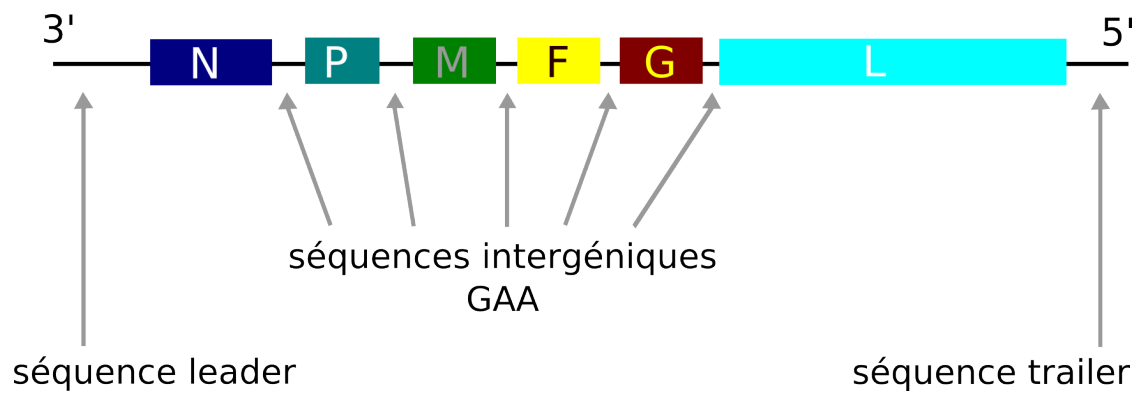 3' 5'
N P M F G L
séquences intergéniques
GAA
séquence leader séquence trailer